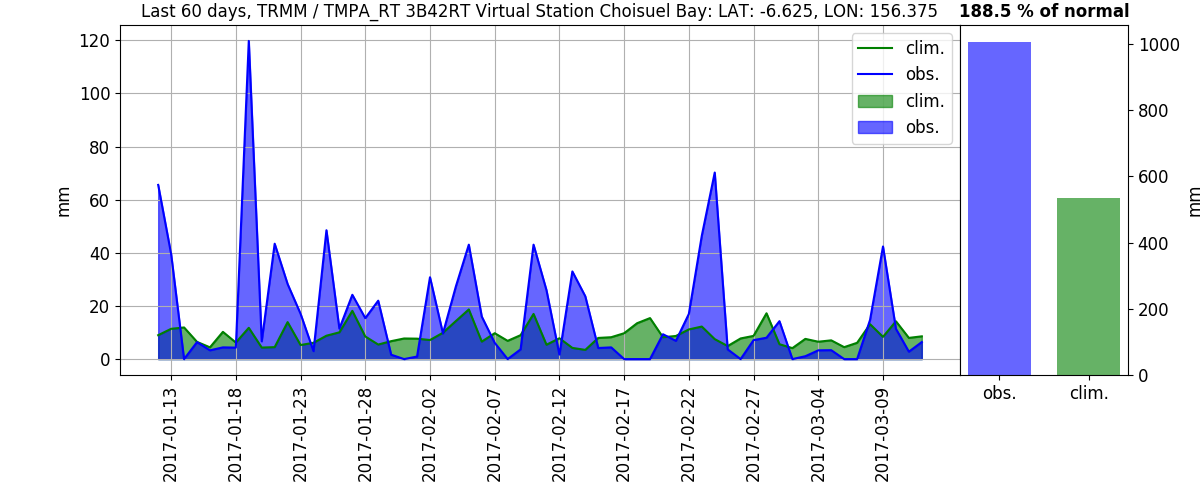 Last 60 days, TRMM / TMPA_RT 3B42RT Virtual Station Choisuel Bay: LAT: -6.625, LON: 156.375
188.5 % of normal
mm
120
100
80
60
40
20
0
clim.
obs.
clim.
obs.
2017-01-13
2017-01-18
2017-01-23
2017-01-28
2017-02-02
2017-02-07
2017-02-12
2017-02-17
2017-02-22
2017-02-27
2017-03-04
2017-03-09
1000
800
600
400
200
0
mm
obs.
clim.